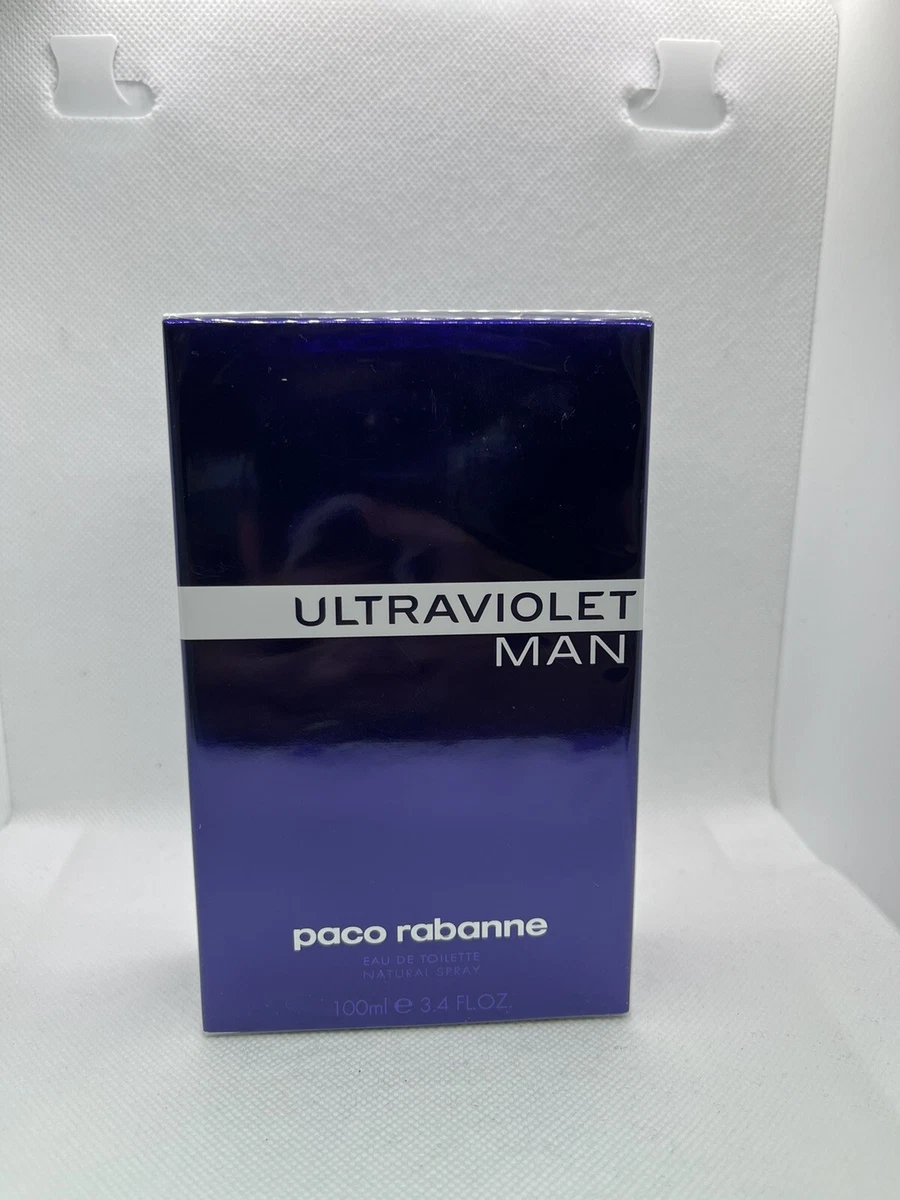 ULTRAVIOLET
MAN
paco rabanne
EAU DE TOILETTE
NATURAL SPRAY
100ml ℮ 3.4 FL.OZ.